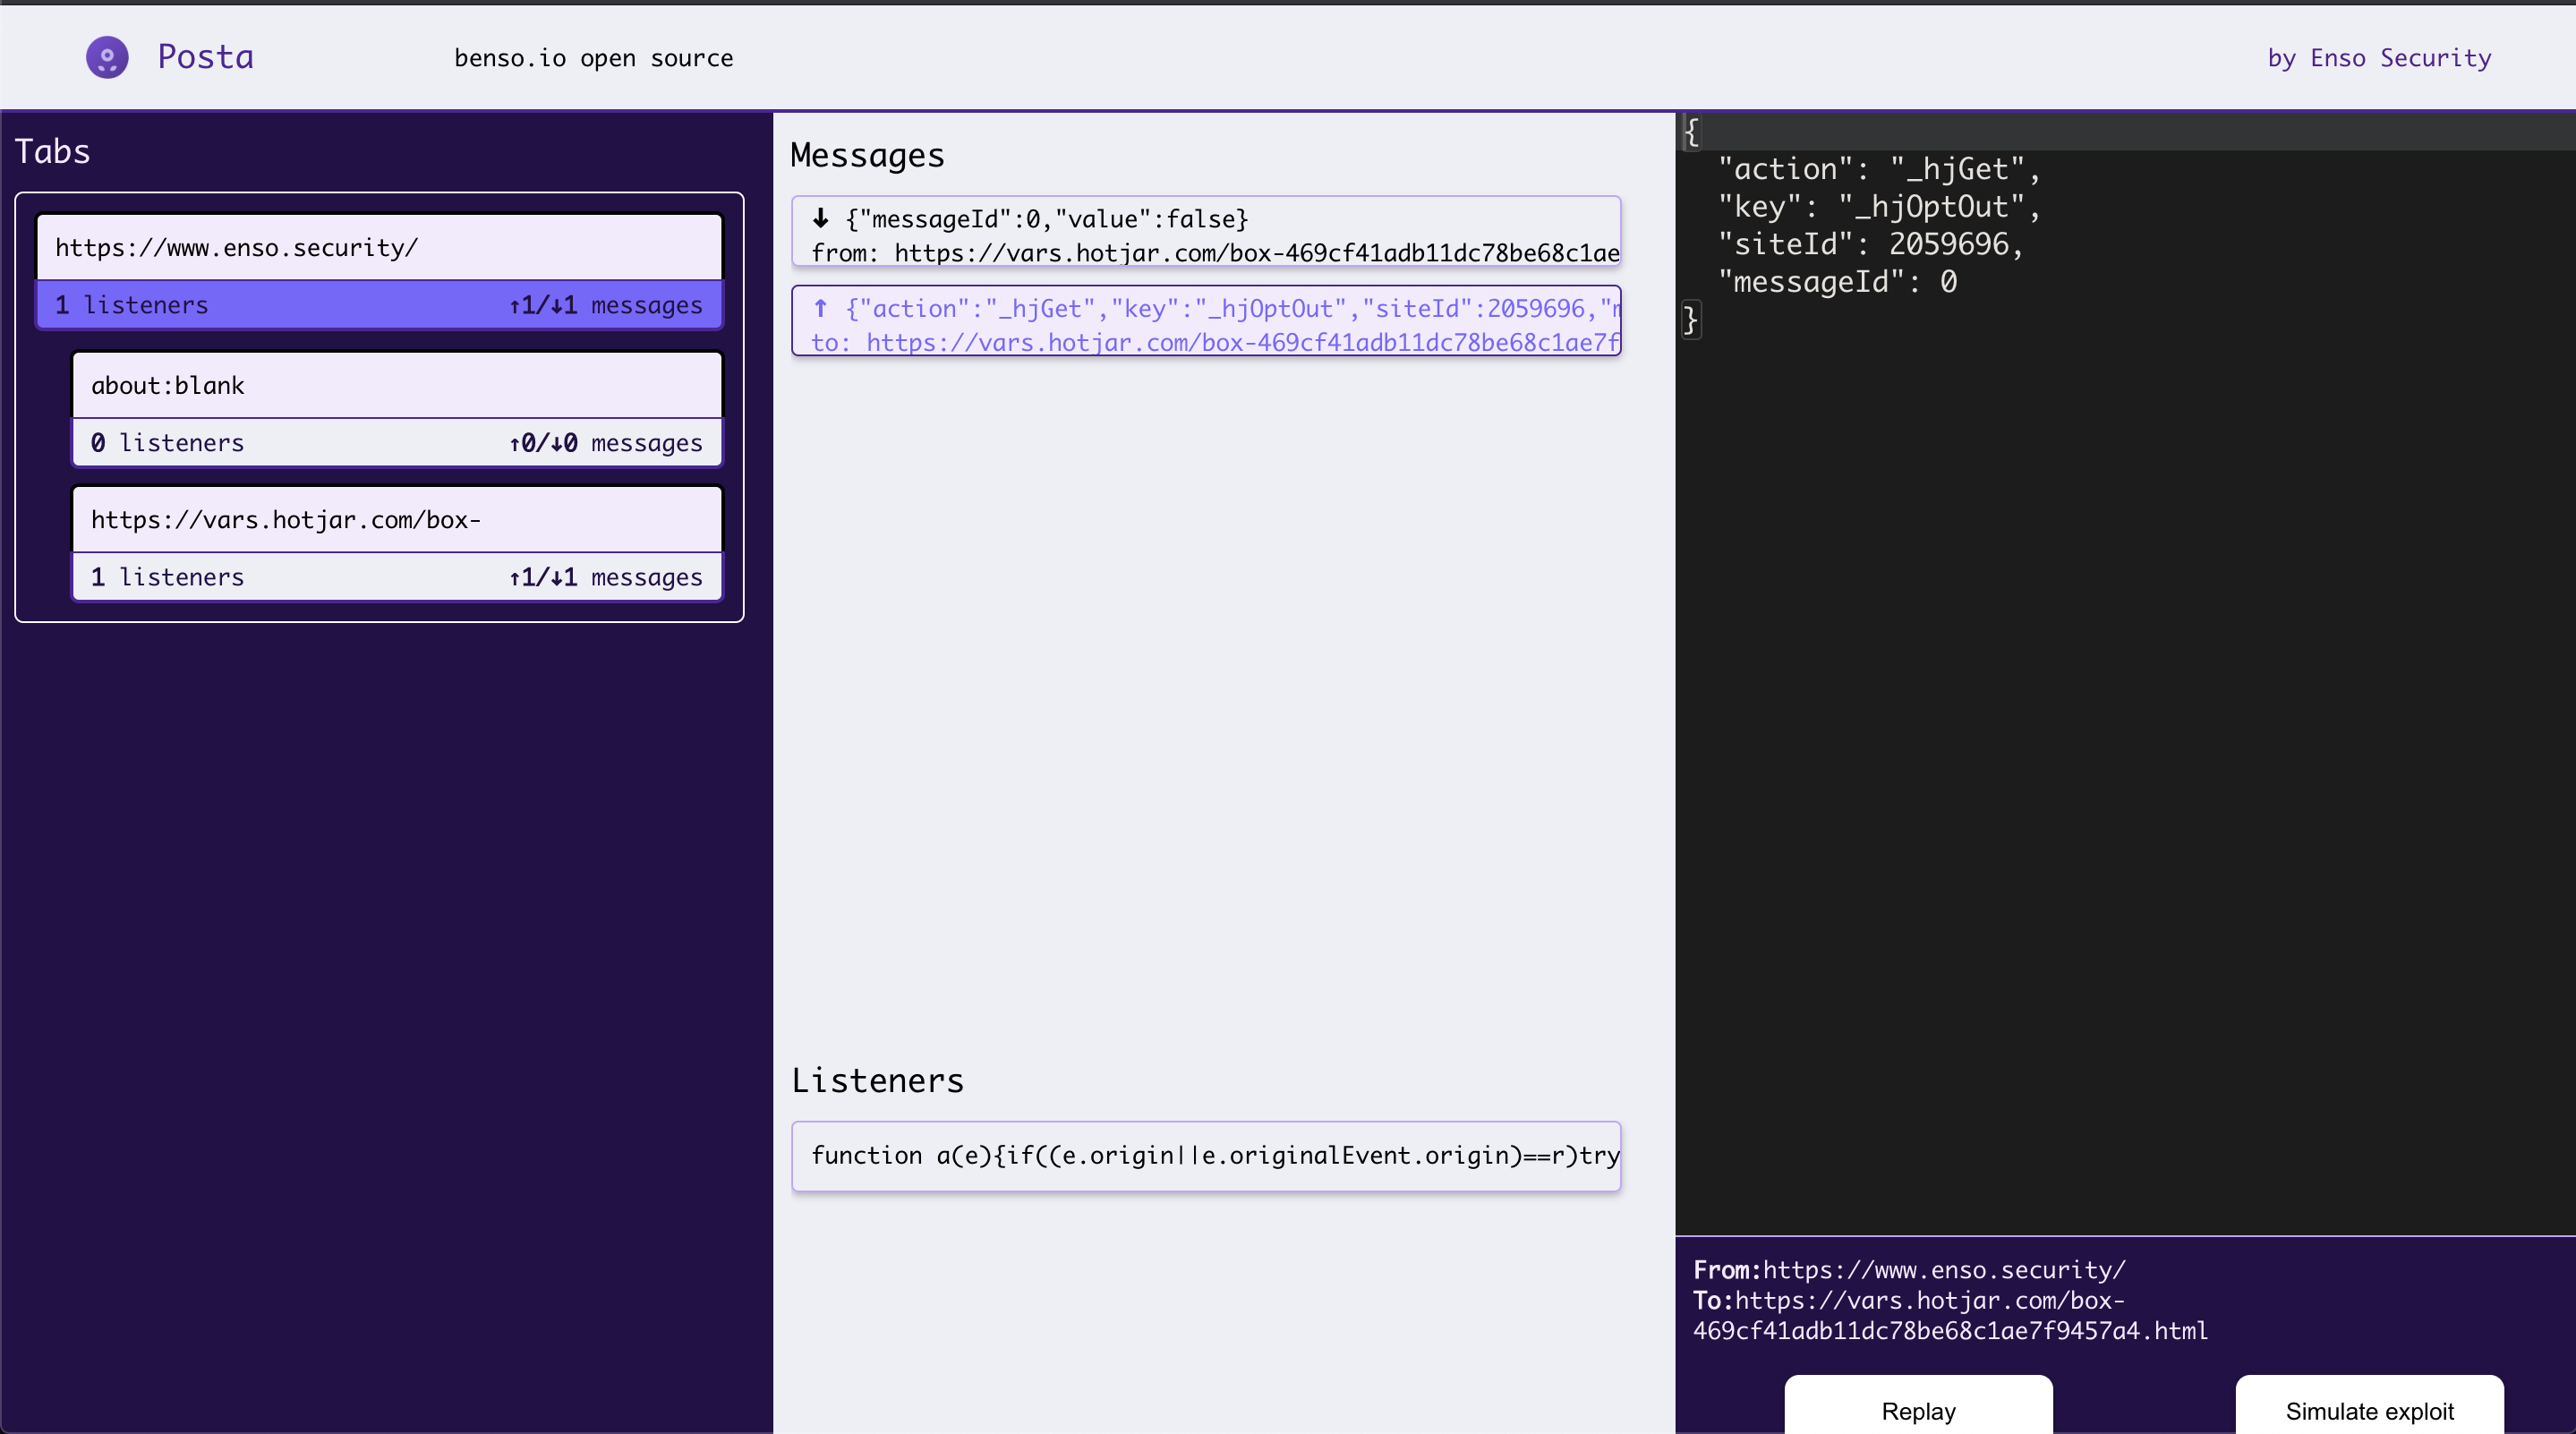 Posta
benso.io open source
by Enso Security
Tabs
https://www.enso.security/
1 listeners ↑1/↓1 messages
about:blank
0 listeners ↑0/↓0 messages
https://vars.hotjar.com/box-
1 listeners ↑1/↓1 messages
Messages
↓ {"messageId":0,"value":false}
from: https://vars.hotjar.com/box-469cf41adb11dc78be68c1ae
↑ {"action":"_hjGet","key":"_hjOptOut","siteId":2059696,"m
to: https://vars.hotjar.com/box-469cf41adb11dc78be68c1ae7f
Listeners
function a(e){if((e.origin||e.originalEvent.origin)==r)try
{
"action": "_hjGet",
"key": "_hjOptOut",
"siteId": 2059696,
"messageId": 0
}
From:https://www.enso.security/
To:https://vars.hotjar.com/box-
469cf41adb11dc78be68c1ae7f9457a4.html
Replay
Simulate exploit